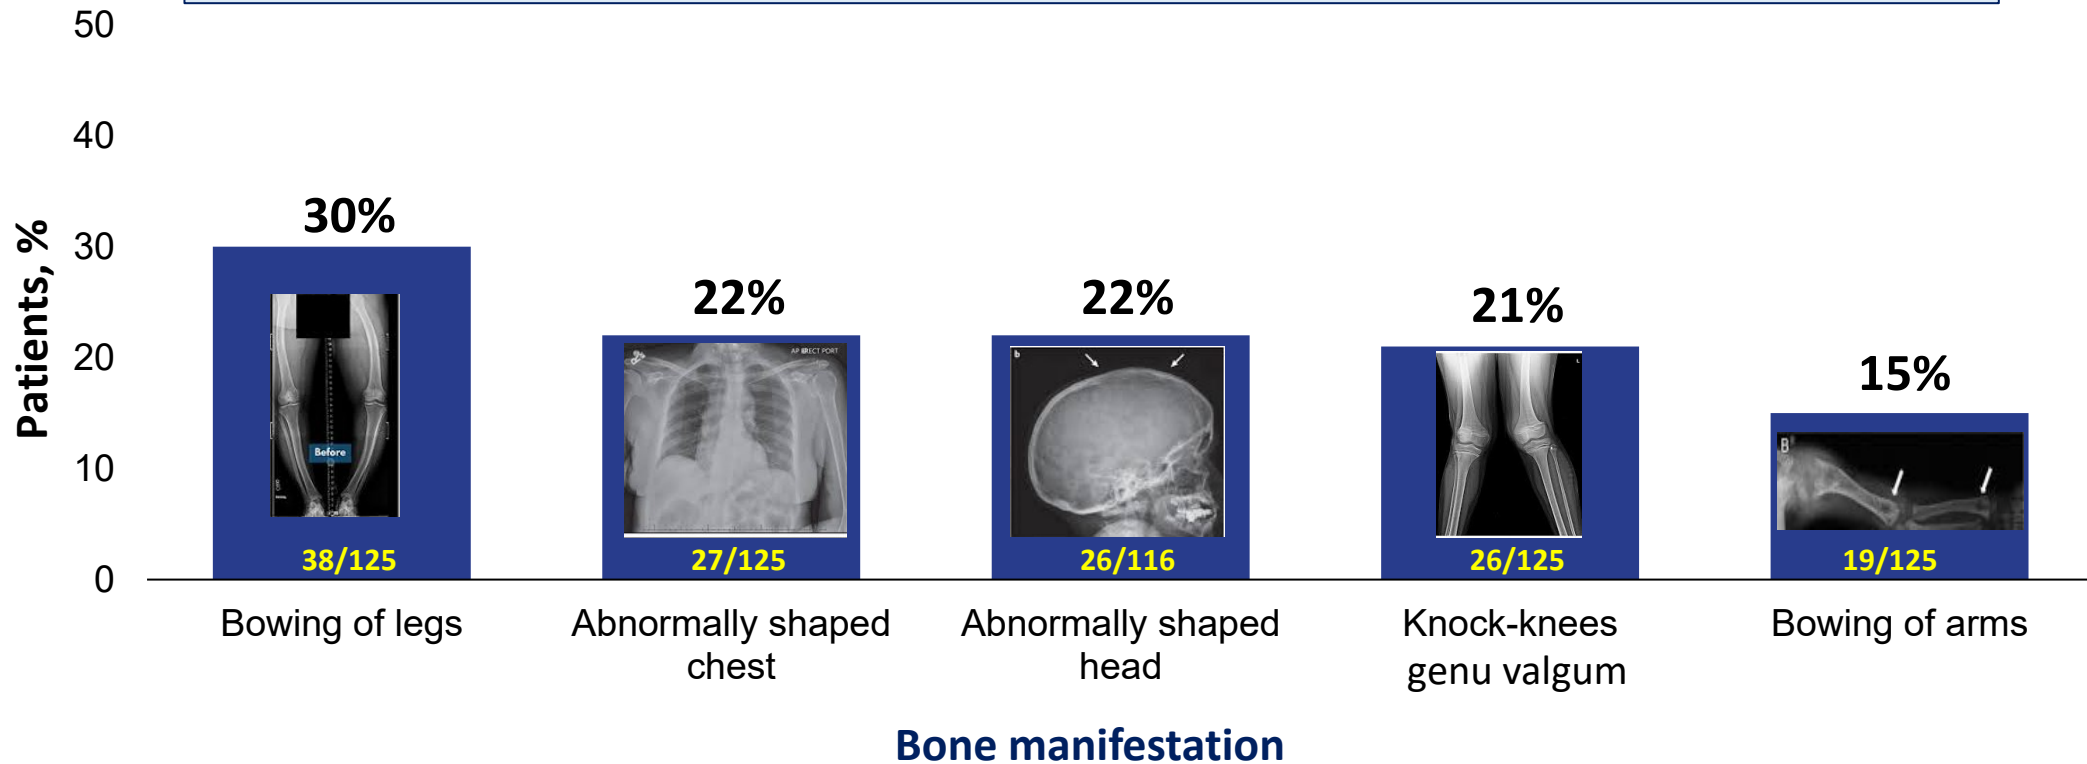 50
40
30
20
10
0
Patients, %
30%
22%
22%
21%
15%
Before
AP ERECT PORT
b
L
B
38/125
27/125
26/116
26/125
19/125
Bowing of legs
Abnormally shaped
chest
Abnormally shaped
head
Knock-knees
genu valgum
Bowing of arms
Bone manifestation